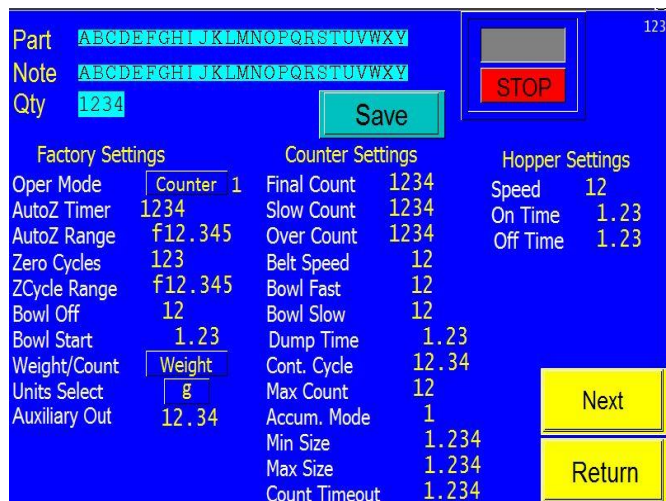 123
Part ABCDEFGHIJKLMNOPQRSTUVWXY
Note ABCDEFGHIJKLMNOPQRSTUVWXY
Qty 1234
Save
STOP
Factory Settings
Oper Mode Counter 1
AutoZ Timer 1234
AutoZ Range f12.345
Zero Cycles 123
ZCycle Range f12.345
Bowl Off 12
Bowl Start 1.23
Weight/Count Weight
Units Select g
Auxiliary Out 12.34
Counter Settings
Final Count 1234
Slow Count 1234
Over Count 1234
Belt Speed 12
Bowl Fast 12
Bowl Slow 12
Dump Time 1.23
Cont. Cycle 12.34
Max Count 12
Accum. Mode 1
Min Size 1.234
Max Size 1.234
Count Timeout 1.234
Hopper Settings
Speed 12
On Time 1.23
Off Time 1.23
Next
Return